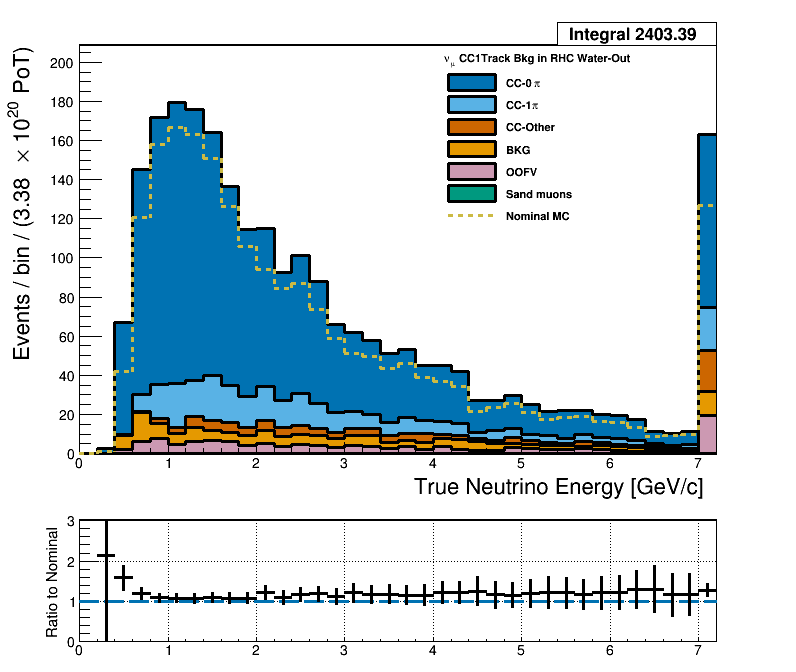 Integral 2403.39
ν_μ CC1Track Bkg in RHC Water-Out
CC-0 π
CC-1π
CC-Other
BKG
OOFV
Sand muons
Nominal MC
Events / bin / (3.38 × 10^20 PoT)
200
180
160
140
120
100
80
60
40
20
0
0 1 2 3 4 5 6 7
True Neutrino Energy [GeV/c]
Ratio to Nominal
3
2
1
0
0 1 2 3 4 5 6 7